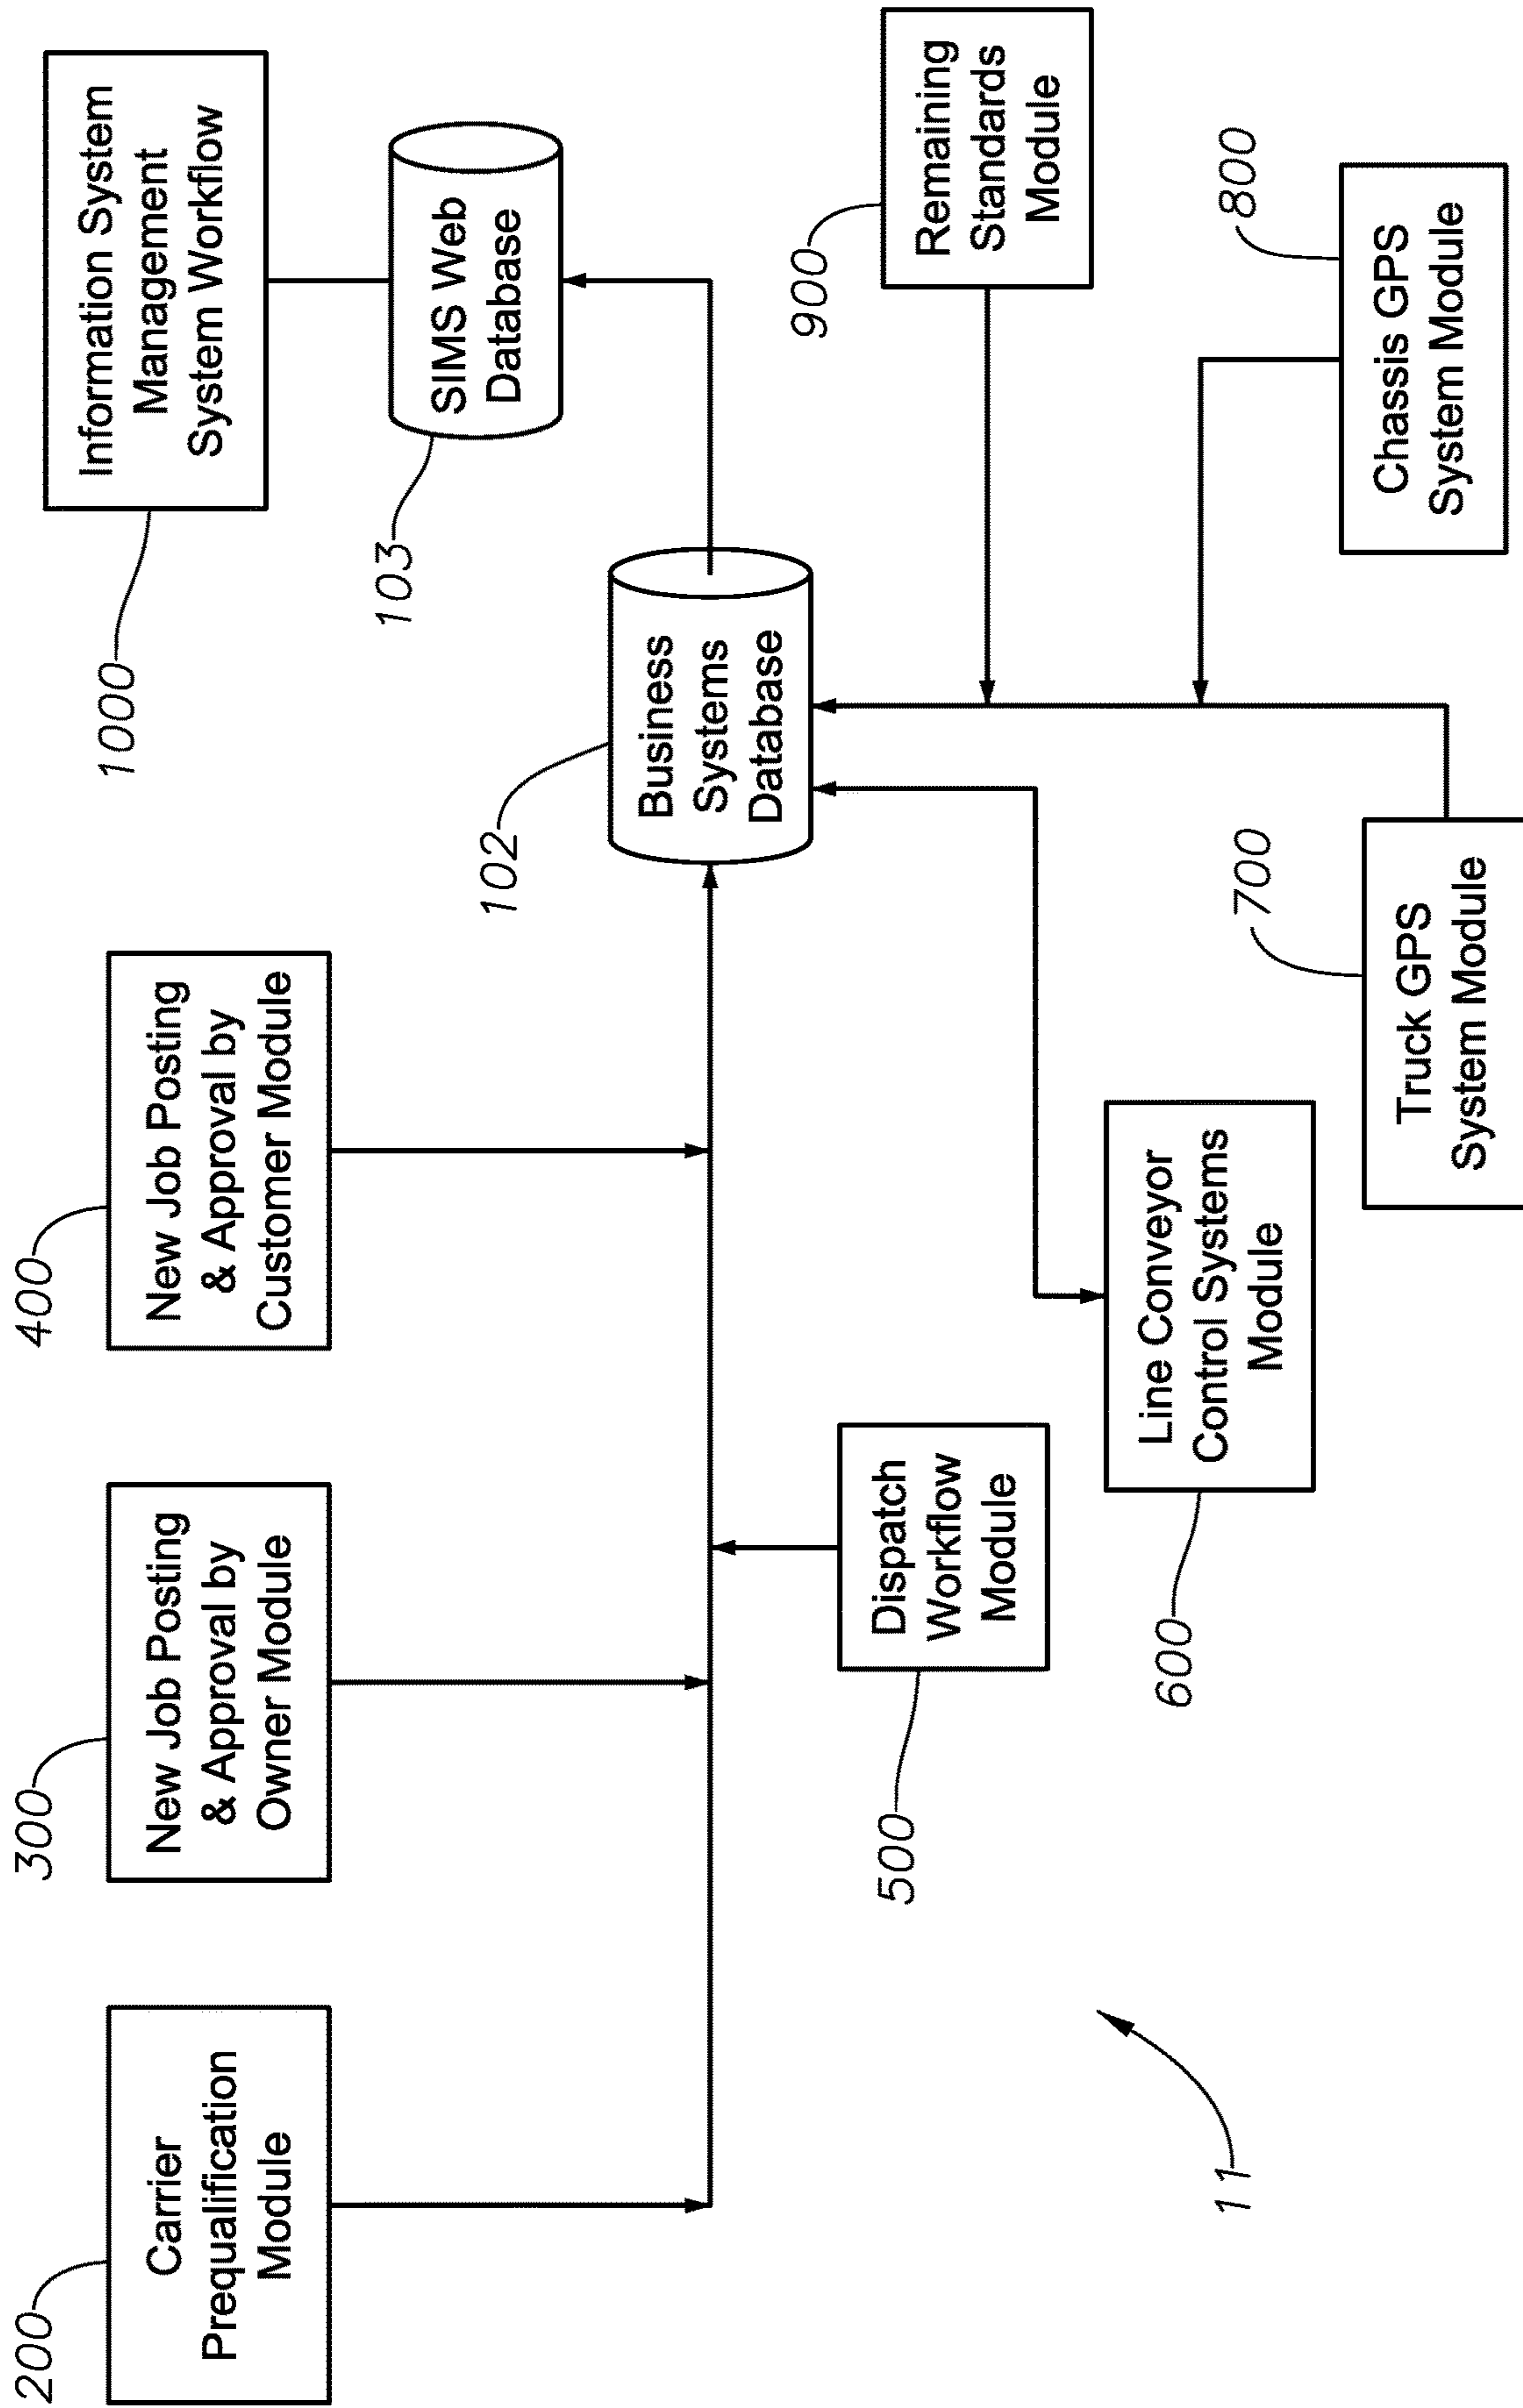 200
Carrier
Prequalification
Module
300
New Job Posting
& Approval by
Owner Module
400
New Job Posting
& Approval by
Customer Module
1000
Information System
Management
System Workflow
103
SIMS Web
Database
102
Business
Systems
Database
500
Dispatch
Workflow
Module
600
Line Conveyor
Control Systems
Module
900
Remaining
Standards
Module
700
Truck GPS
System Module
800
Chassis GPS
System Module
11